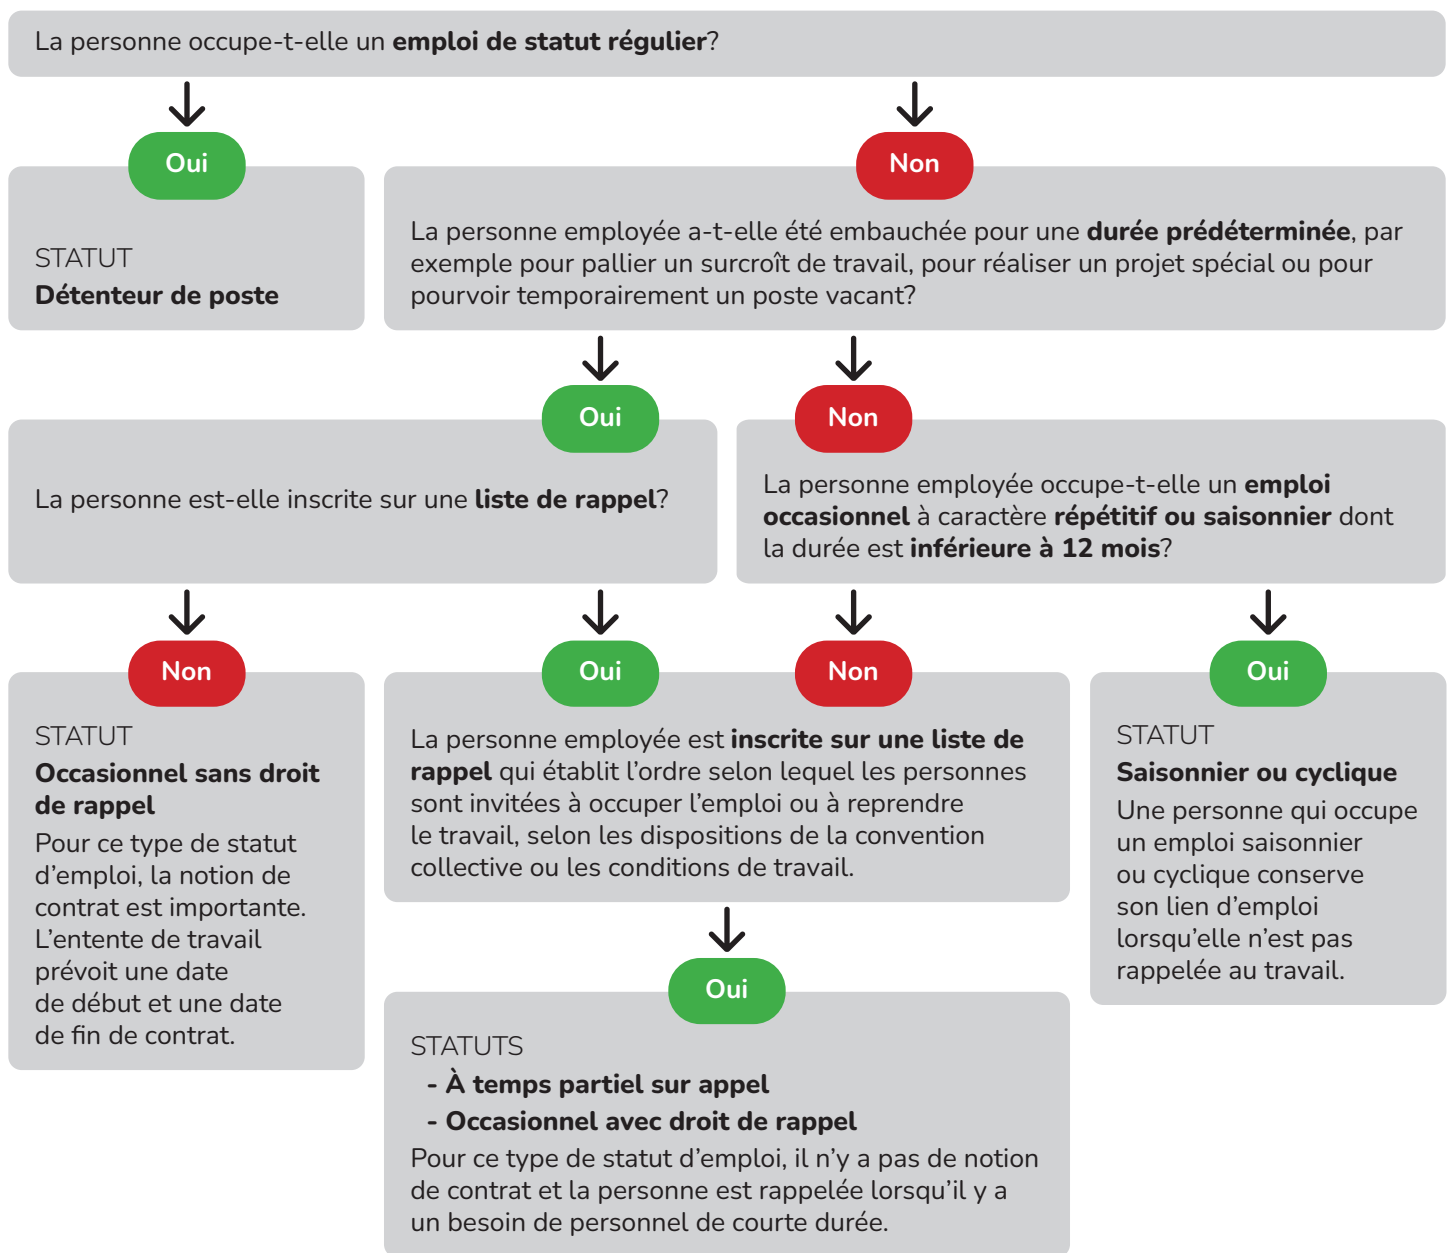 La personne occupe-t-elle un emploi de statut régulier?
Oui
Non
STATUT
Détenteur de poste
La personne employée a-t-elle été embauchée pour une durée prédéterminée, par
exemple pour pallier un surcroît de travail, pour réaliser un projet spécial ou pour
pourvoir temporairement un poste vacant?
Oui
Non
La personne est-elle inscrite sur une liste de rappel?
La personne employée occupe-t-elle un emploi
occasionnel à caractère répétitif ou saisonnier dont
la durée est inférieure à 12 mois?
Non
Oui
Non
Oui
STATUT
Occasionnel sans droit
de rappel
Pour ce type de statut
d’emploi, la notion de
contrat est importante.
L’entente de travail
prévoit une date
de début et une date
de fin de contrat.
La personne employée est inscrite sur une liste de
rappel qui établit l’ordre selon lequel les personnes
sont invitées à occuper l’emploi ou à reprendre
le travail, selon les dispositions de la convention
collective ou les conditions de travail.
STATUT
Saisonnier ou cyclique
Une personne qui occupe
un emploi saisonnier
ou cyclique conserve
son lien d’emploi
lorsqu’elle n’est pas
rappelée au travail.
Oui
STATUTS
- À temps partiel sur appel
- Occasionnel avec droit de rappel
Pour ce type de statut d’emploi, il n’y a pas de notion
de contrat et la personne est rappelée lorsqu’il y a
un besoin de personnel de courte durée.